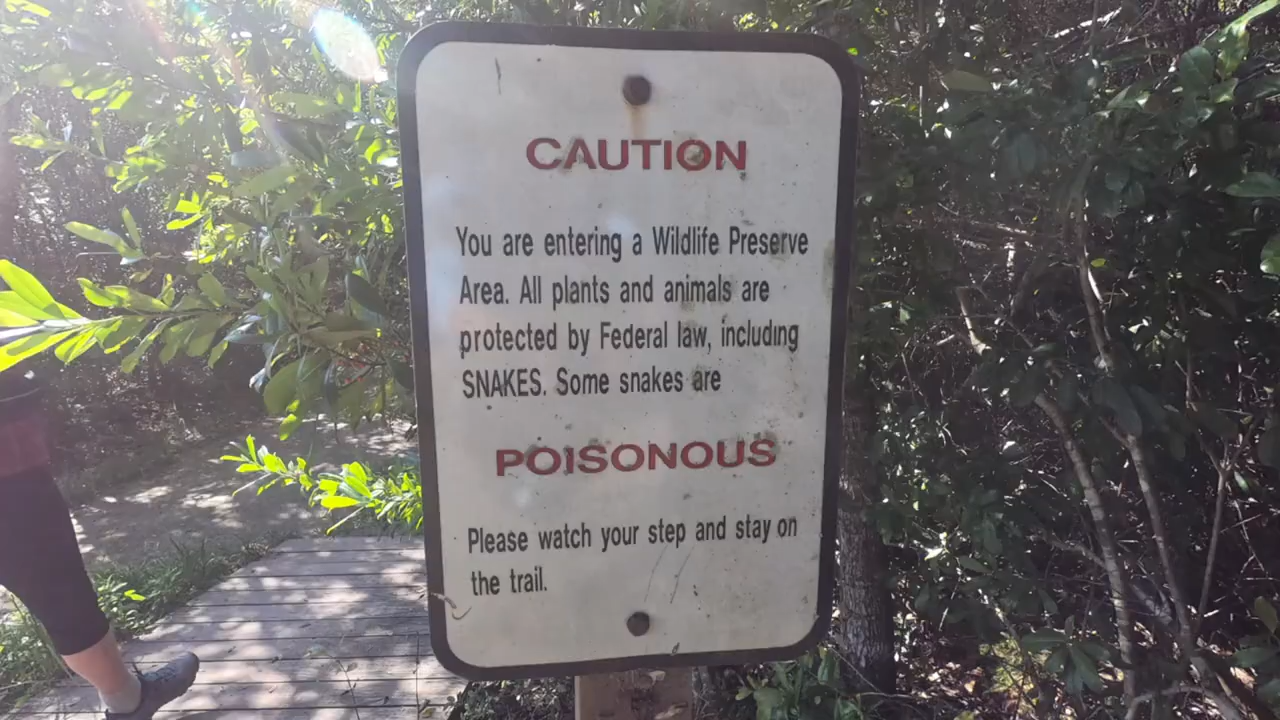 CAUTION
You are entering a Wildlife Preserve
Area. All plants and animals are
protected by Federal law, including
SNAKES. Some snakes are
POISONOUS
Please watch your step and stay on
the trail.